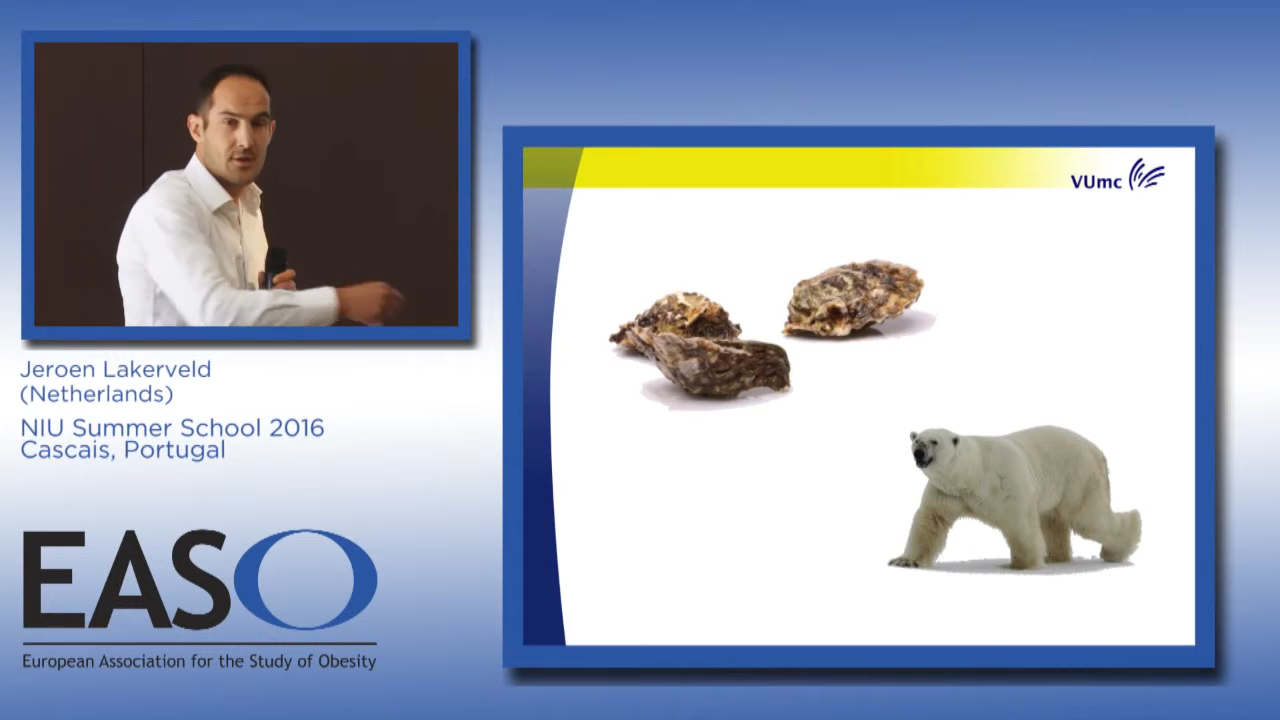 Jeroen Lakerveld
(Netherlands)
NIU Summer School 2016
Cascais, Portugal
EASO
European Association for the Study of Obesity
VUmc